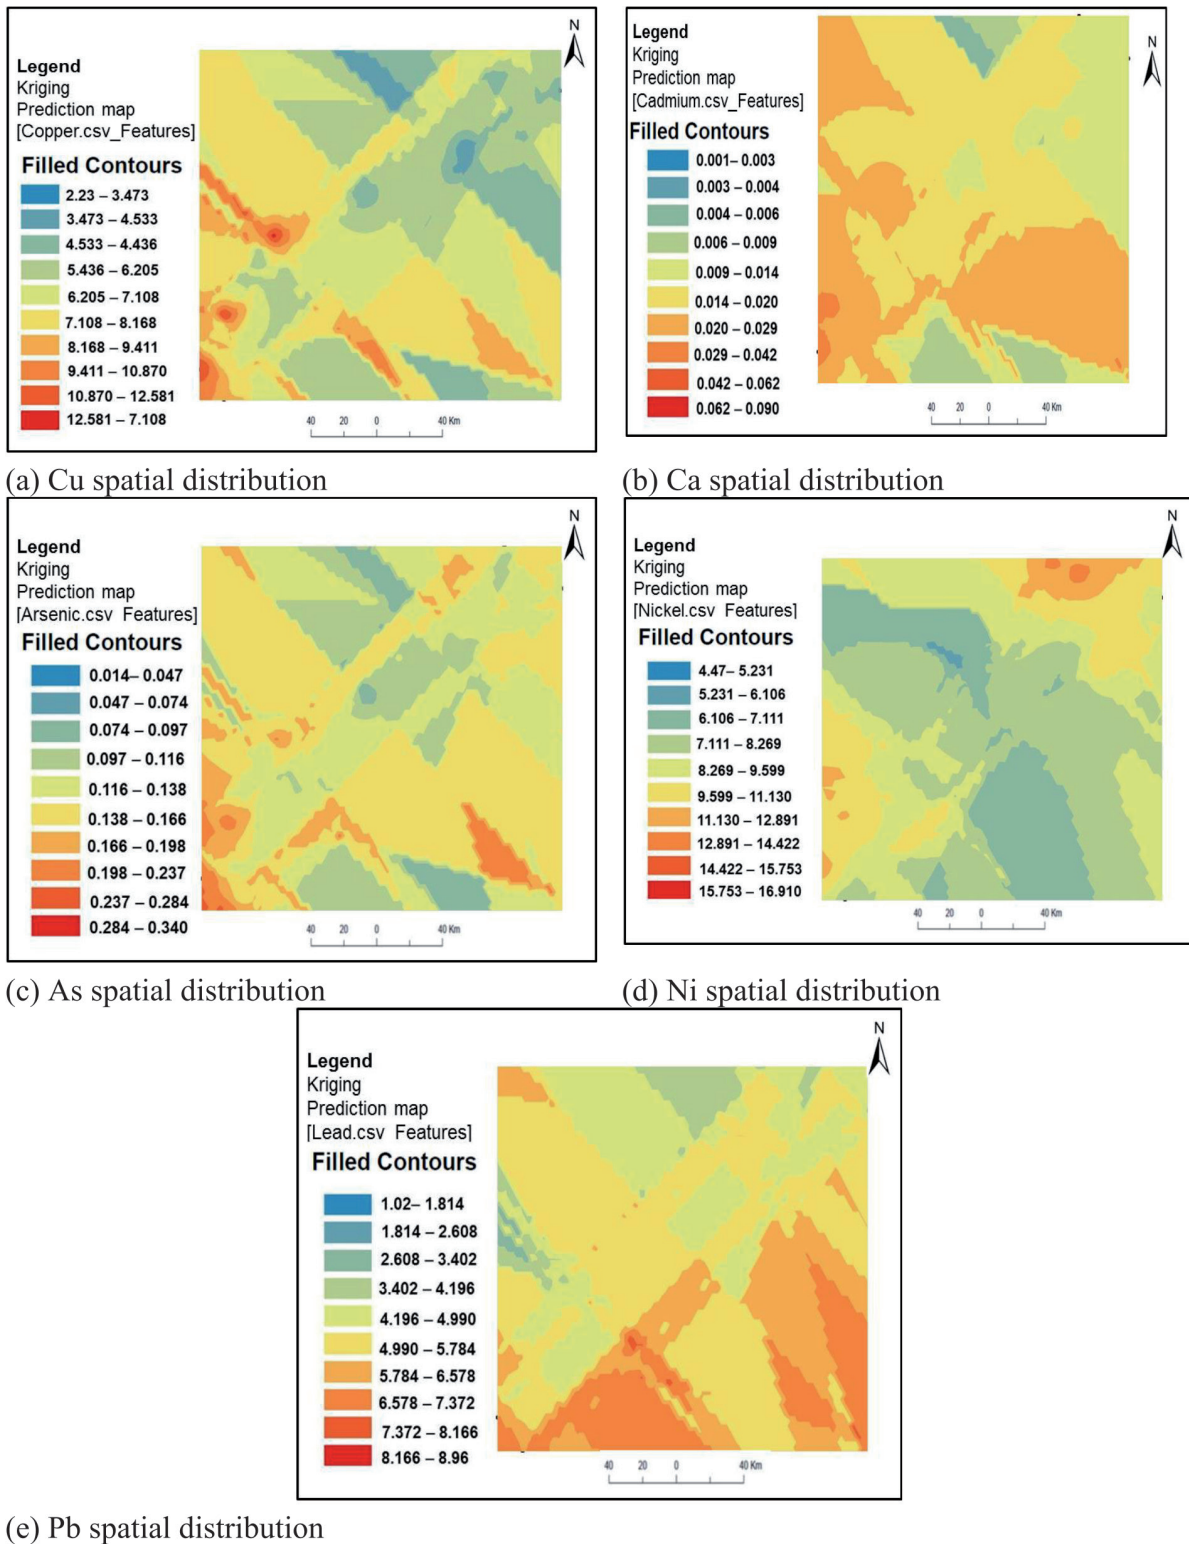 N
Legend
Kriging
Prediction map
[Copper.csv_Features]
Filled Contours
2.23 – 3.473
3.473 – 4.533
4.533 – 4.436
5.436 – 6.205
6.205 – 7.108
7.108 – 8.168
8.168 – 9.411
9.411 – 10.870
10.870 – 12.581
12.581 – 7.108
40 20 0 40 Km
(a) Cu spatial distribution
N
Legend
Kriging
Prediction map
[Cadmium.csv_Features]
Filled Contours
0.001– 0.003
0.003 – 0.004
0.004 – 0.006
0.006 – 0.009
0.009 – 0.014
0.014 – 0.020
0.020 – 0.029
0.029 – 0.042
0.042 – 0.062
0.062 – 0.090
40 20 0 40 Km
(b) Ca spatial distribution
N
Legend
Kriging
Prediction map
[Arsenic.csv Features]
Filled Contours
0.014– 0.047
0.047 – 0.074
0.074 – 0.097
0.097 – 0.116
0.116 – 0.138
0.138 – 0.166
0.166 – 0.198
0.198 – 0.237
0.237 – 0.284
0.284 – 0.340
40 20 0 40 Km
(c) As spatial distribution
N
Legend
Kriging
Prediction map
[Nickel.csv Features]
Filled Contours
4.47– 5.231
5.231 – 6.106
6.106 – 7.111
7.111 – 8.269
8.269 – 9.599
9.599 – 11.130
11.130 – 12.891
12.891 – 14.422
14.422 – 15.753
15.753 – 16.910
40 20 0 40 Km
(d) Ni spatial distribution
N
Legend
Kriging
Prediction map
[Lead.csv Features]
Filled Contours
1.02– 1.814
1.814 – 2.608
2.608 – 3.402
3.402 – 4.196
4.196 – 4.990
4.990 – 5.784
5.784 – 6.578
6.578 – 7.372
7.372 – 8.166
8.166 – 8.96
40 20 0 40 Km
(e) Pb spatial distribution